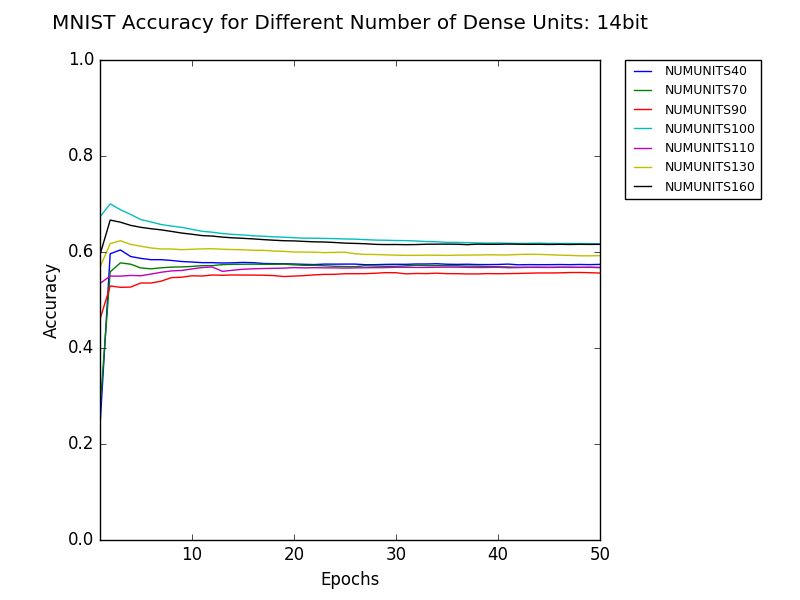 MNIST Accuracy for Different Number of Dense Units: 14bit
1.0
0.8
0.6
0.4
0.2
0.0
Accuracy
10 20 30 40 50
Epochs
NUMUNITS40
NUMUNITS70
NUMUNITS90
NUMUNITS100
NUMUNITS110
NUMUNITS130
NUMUNITS160